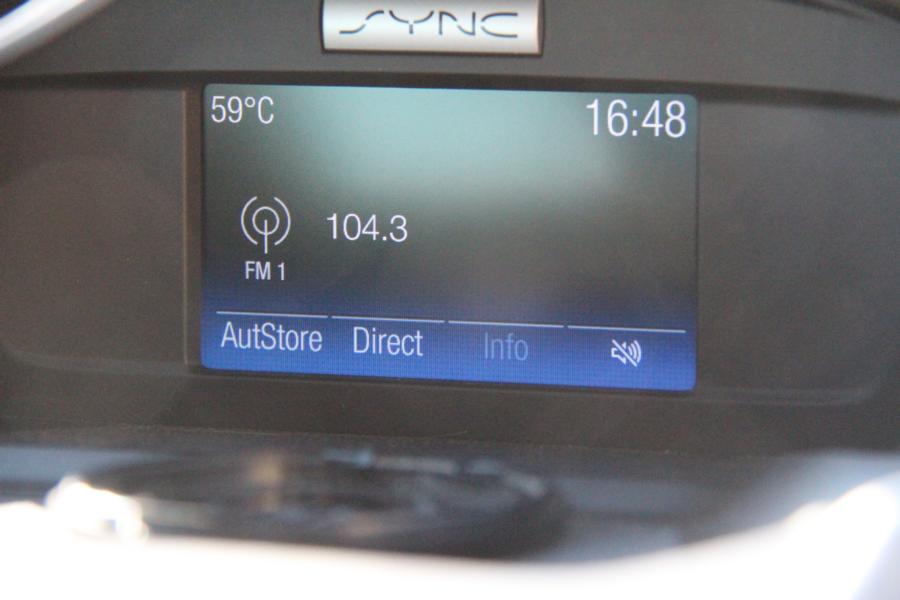 SYNC
59°C
16:48
104.3
FM 1
AutStore
Direct
Info